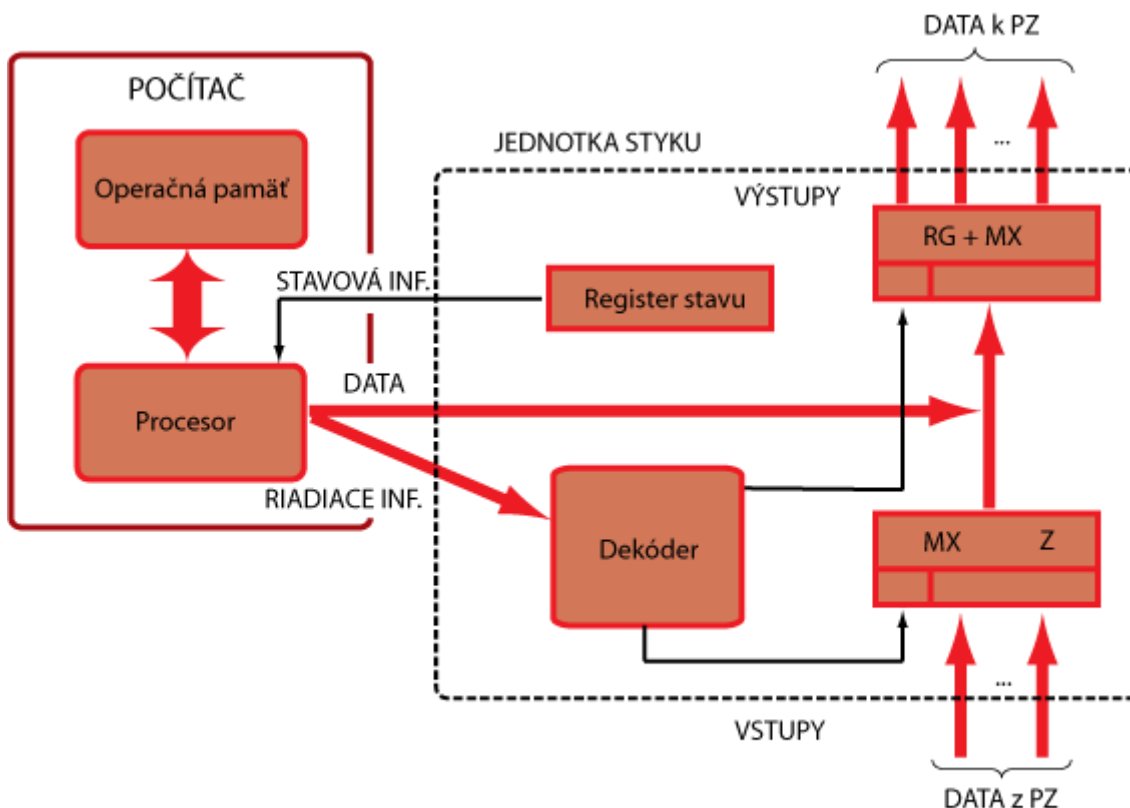 DATA k PZ
POČÍTAČ
JEDNOTKA STYKU
...
Operačná pamäť
VÝSTUPY
RG + MX
STAVOVÁ INF.
Register stavu
DATA
Procesor
RIADIACE INF.
Dekóder
MX Z
...
VSTUPY
DATA z PZ